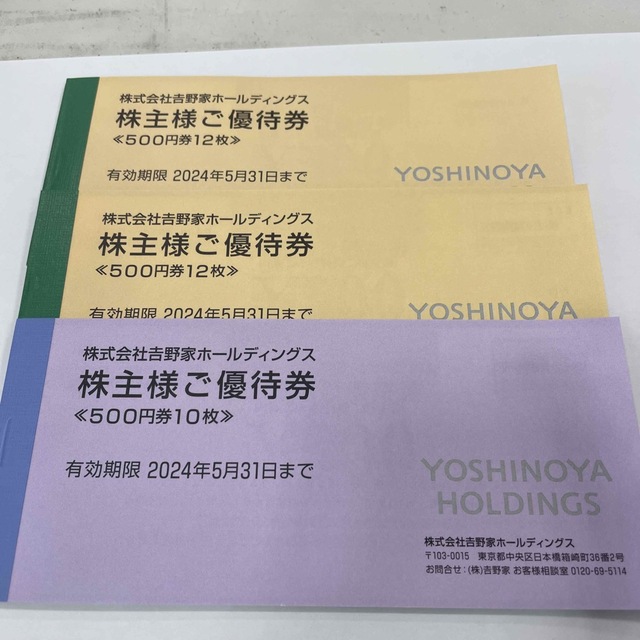 株式会社𠮷野家ホールディングス
株主様ご優待券
≪500円券12枚≫
有効期限 2024年5月31日まで
YOSHINOYA
株式会社𠮷野家ホールディングス
株主様ご優待券
≪500円券12枚≫
有効期限 2024年5月31日まで
YOSHINOYA
株式会社𠮷野家ホールディングス
株主様ご優待券
≪500円券10枚≫
有効期限 2024年5月31日まで
YOSHINOYA
HOLDINGS
株式会社𠮷野家ホールディングス
〒103-0015 東京都中央区日本橋箱崎町36番2号
お問合せ:(株)𠮷野家 お客様相談室 0120-69-5114